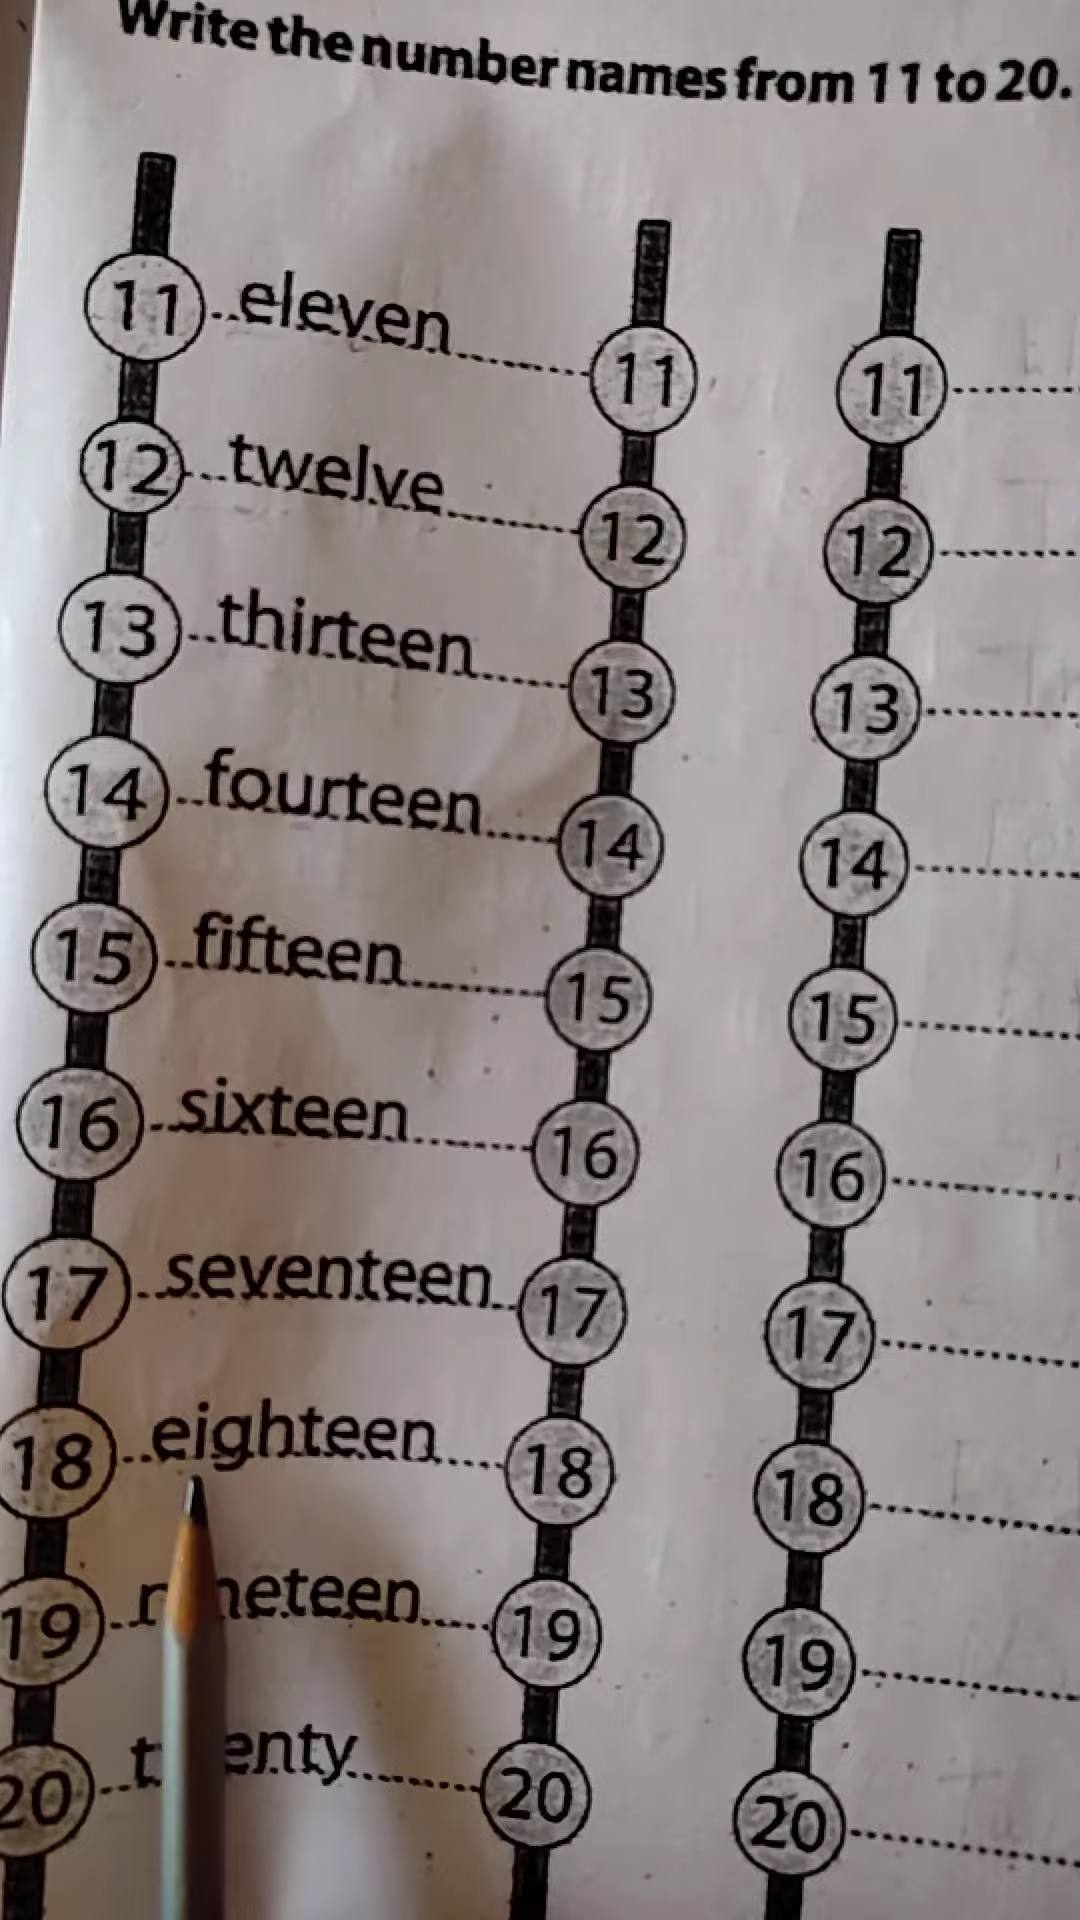 Write the number names from 11 to 20.
11 eleven 11 11
12 twelve 12 12
13 thirteen 13 13
14 fourteen 14 14
15 fifteen 15 15
16 sixteen 16 16
17 seventeen 17 17
18 eighteen 18 18
19 19 19
20 20 20